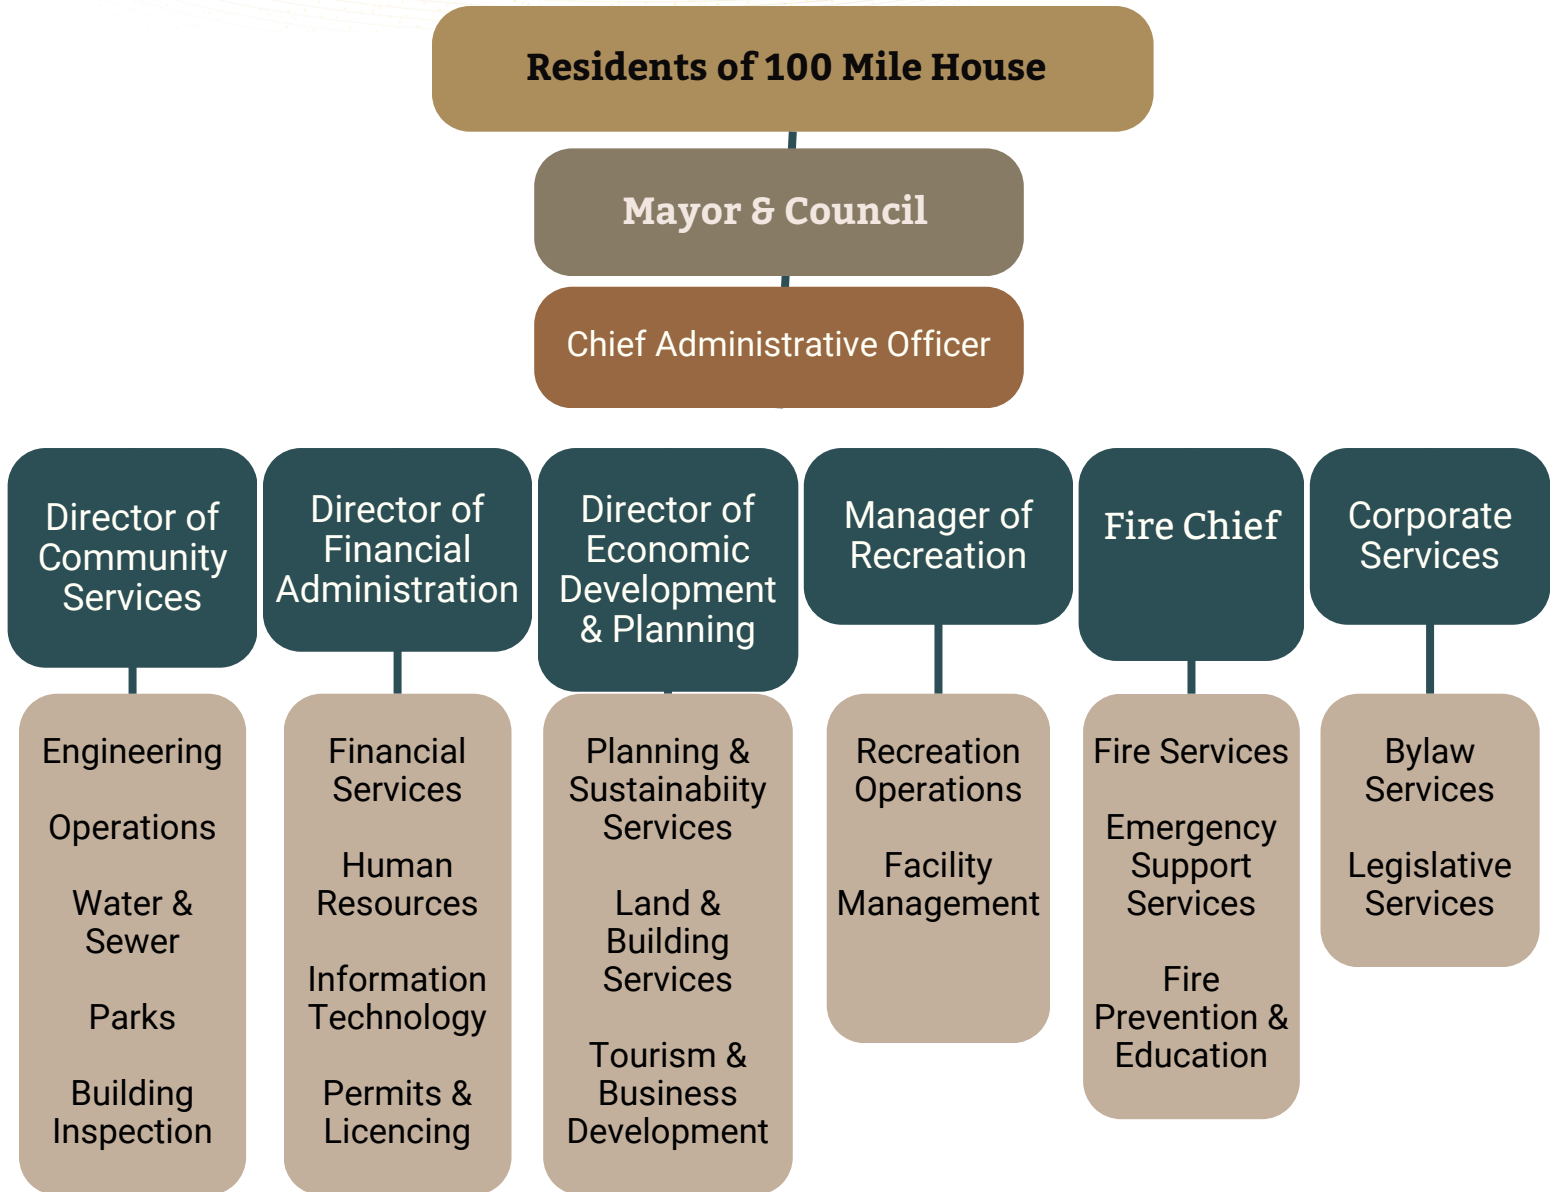 Residents of 100 Mile House
Mayor & Council
Chief Administrative Officer
Director of
Community
Services
Director of
Financial
Administration
Director of
Economic
Development
& Planning
Manager of
Recreation
Fire Chief
Corporate
Services
Engineering
Operations
Water &
Sewer
Parks
Building
Inspection
Financial
Services
Human
Resources
Information
Technology
Permits &
Licencing
Planning &
Sustainabiity
Services
Land &
Building
Services
Tourism &
Business
Development
Recreation
Operations
Facility
Management
Fire Services
Emergency
Support
Services
Fire
Prevention &
Education
Bylaw
Services
Legislative
Services